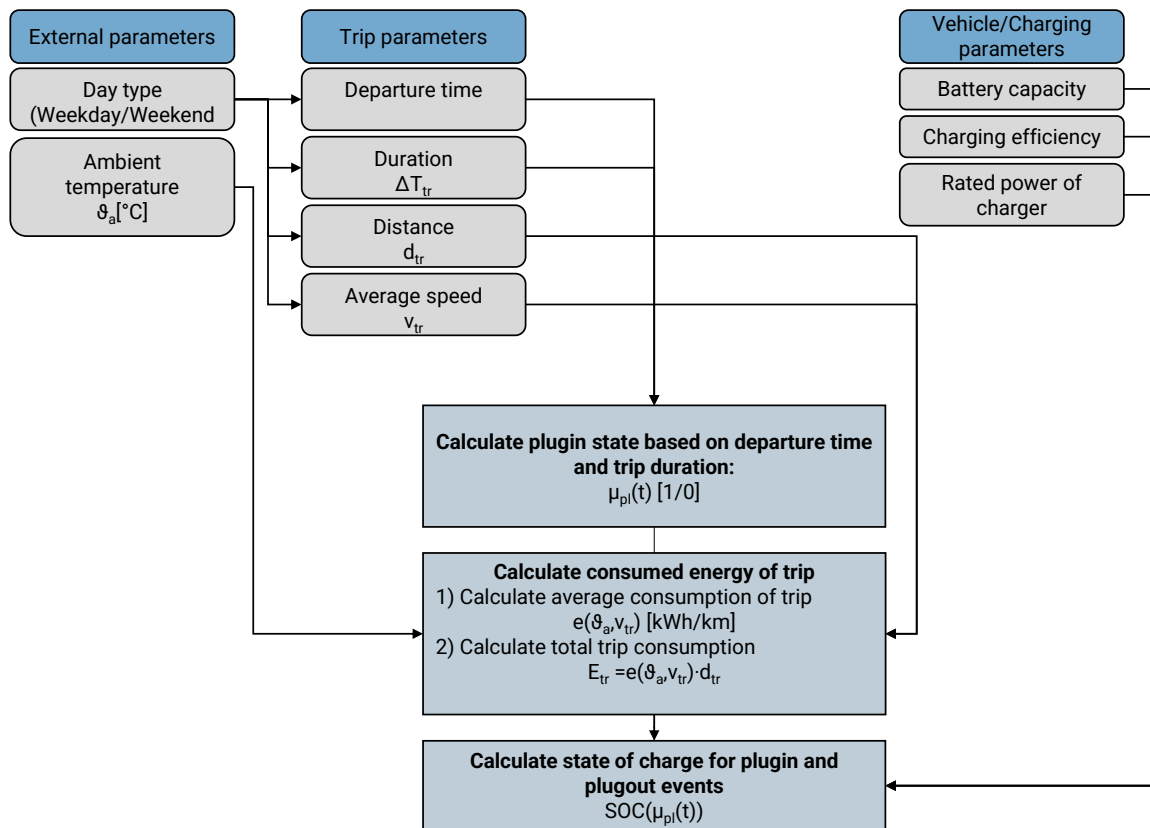 External parameters
Day type
(Weekday/Weekend
Ambient
temperature
ϑa[°C]
Trip parameters
Departure time
Duration
ΔTtr
Distance
dtr
Average speed
vtr
Vehicle/Charging
parameters
Battery capacity
Charging efficiency
Rated power of
charger
Calculate plugin state based on departure time
and trip duration:
μpl(t) [1/0]
Calculate consumed energy of trip
1) Calculate average consumption of trip
e(ϑa,vtr) [kWh/km]
2) Calculate total trip consumption
Etr =e(ϑa,vtr)·dtr
Calculate state of charge for plugin and
plugout events
SOC(μpl(t))